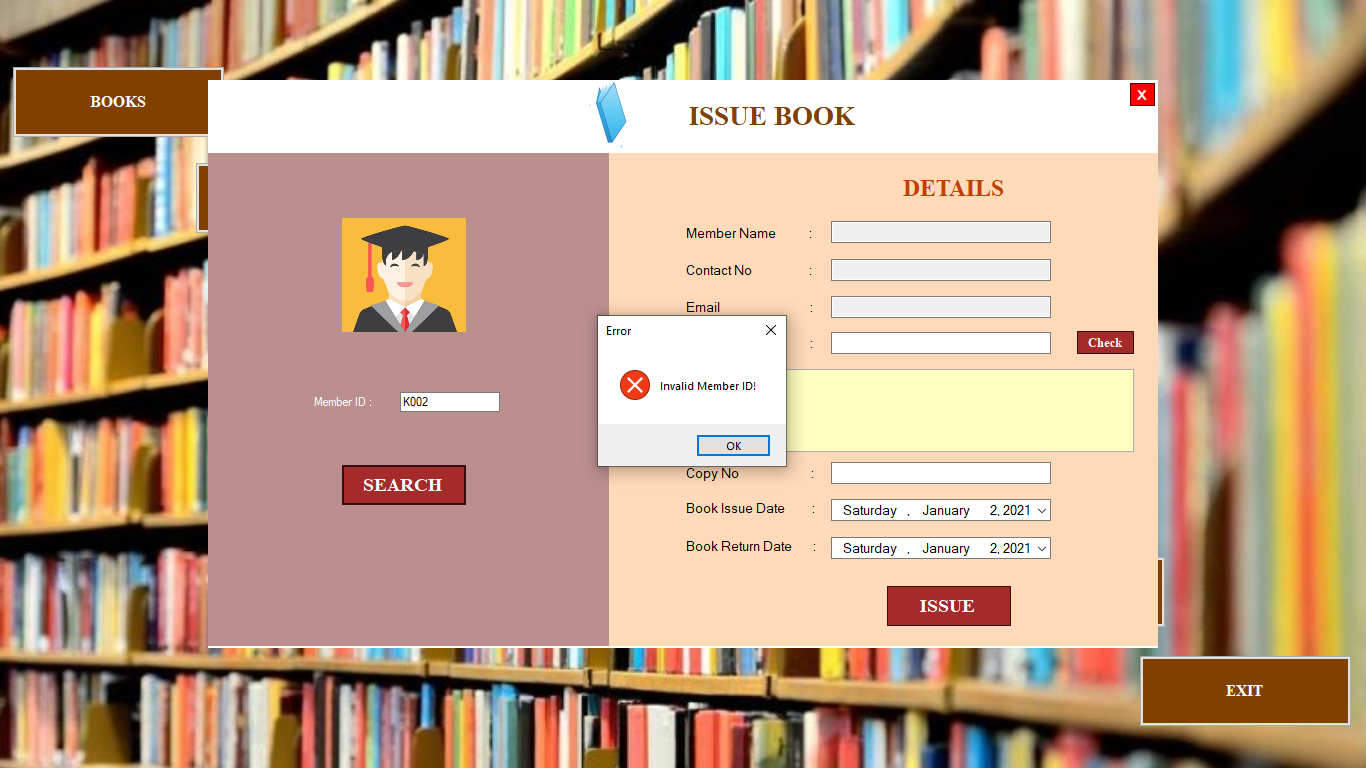 BOOKS
ISSUE BOOK
X
DETAILS
Member Name :
Contact No :
Email :
:
Check
Error
Invalid Member ID!
OK
Member ID :
K002
SEARCH
Copy No :
Book Issue Date :
Saturday , January 2, 2021
Book Return Date :
Saturday , January 2, 2021
ISSUE
EXIT